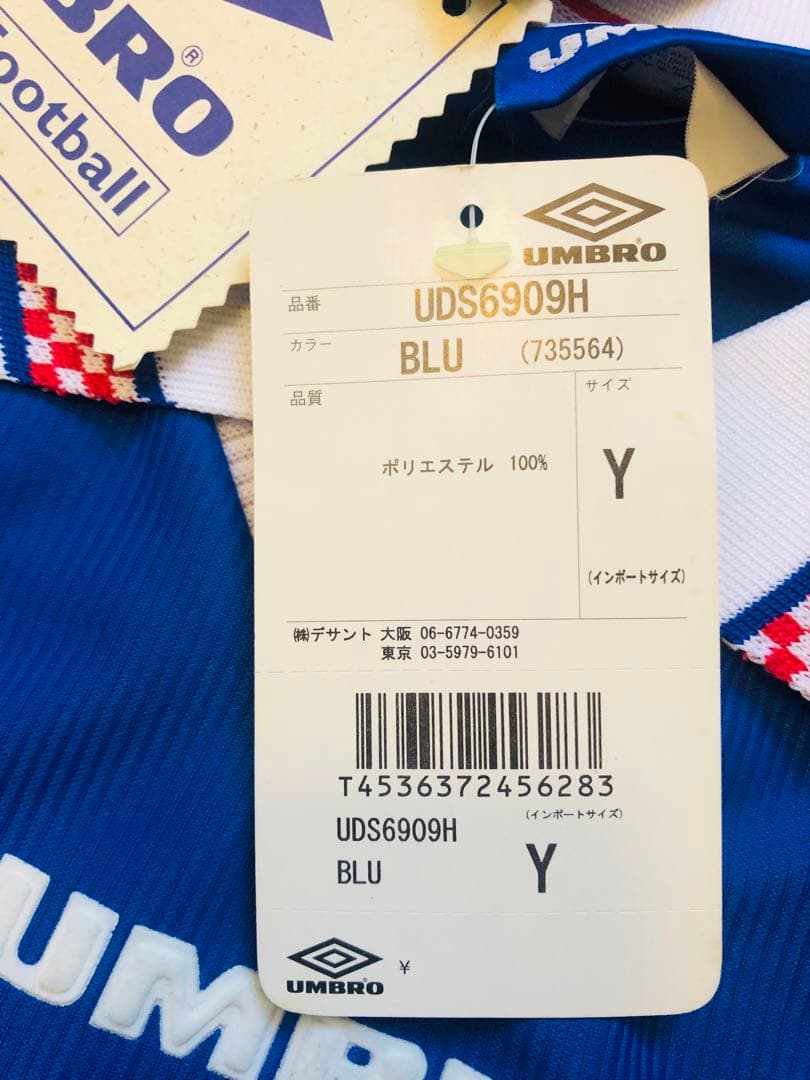 BRO®
Football
UM
UMBRO®
品番 UDS6909H
カラー BLU (735564)
品質
サイズ
ポリエステル 100%
Y
(インポートサイズ)
㈱デサント 大阪 06-6774-0359
東京 03-5979-6101
T4536372456283
(インポートサイズ)
UDS6909H
BLU
Y
UMBRO
¥
UMBR